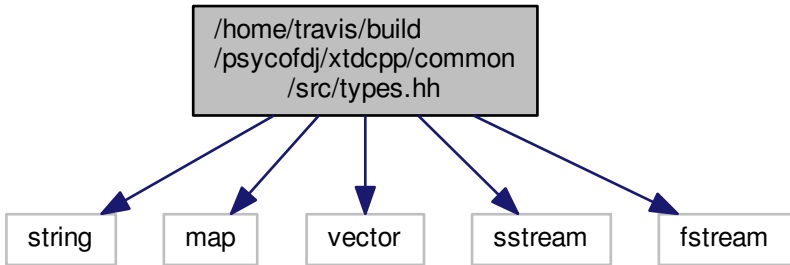 /home/travis/build
/psycofdj/xtdcpp/common
/src/types.hh
string
map
vector
sstream
fstream